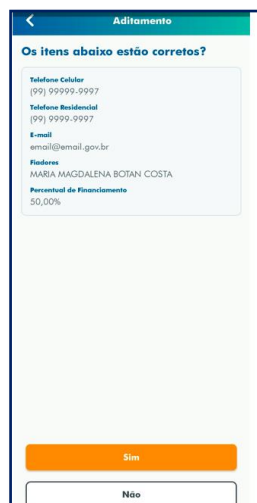 Aditamento
Os itens abaixo estão corretos?
Telefone Celular
(99) 99999-9997
Telefone Residencial
(99) 9999-9997
E-mail
email@email.gov.br
Fiadores
MARIA MAGDALENA BOTAN COSTA
Percentual de Financiamento
50,00%
Sim
Não